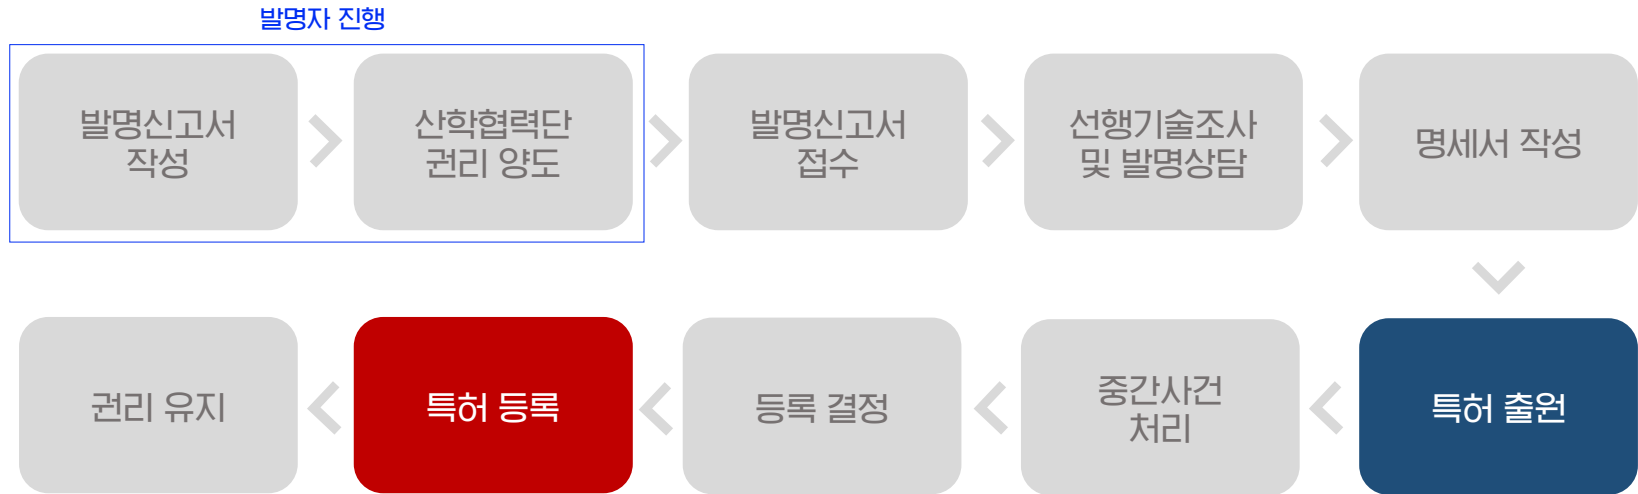 발명자 진행
발명신고서
작성
산학협력단
권리 양도
발명신고서
접수
선행기술조사
및 발명상담
명세서 작성
특허 출원
중간사건
처리
등록 결정
특허 등록
권리 유지